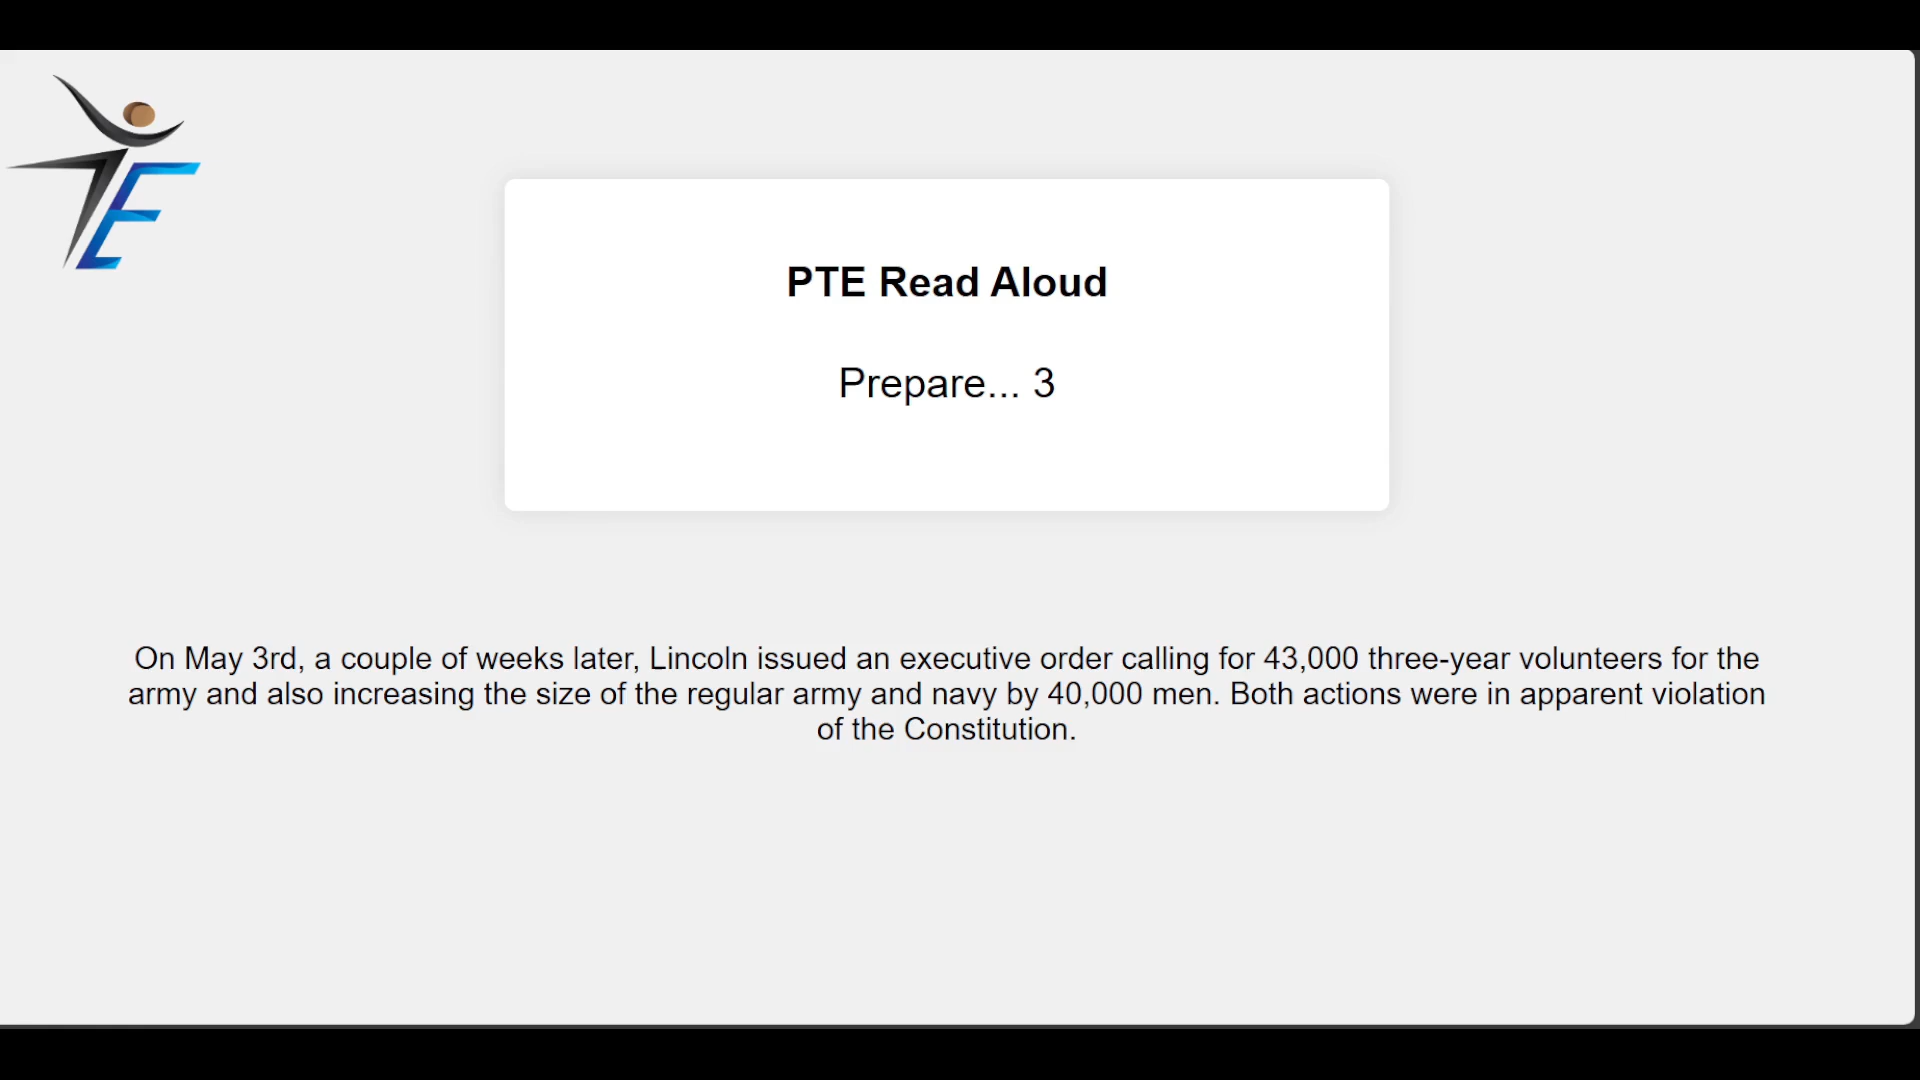 PTE Read Aloud
Prepare... 3
On May 3rd, a couple of weeks later, Lincoln issued an executive order calling for 43,000 three-year volunteers for the
army and also increasing the size of the regular army and navy by 40,000 men. Both actions were in apparent violation
of the Constitution.